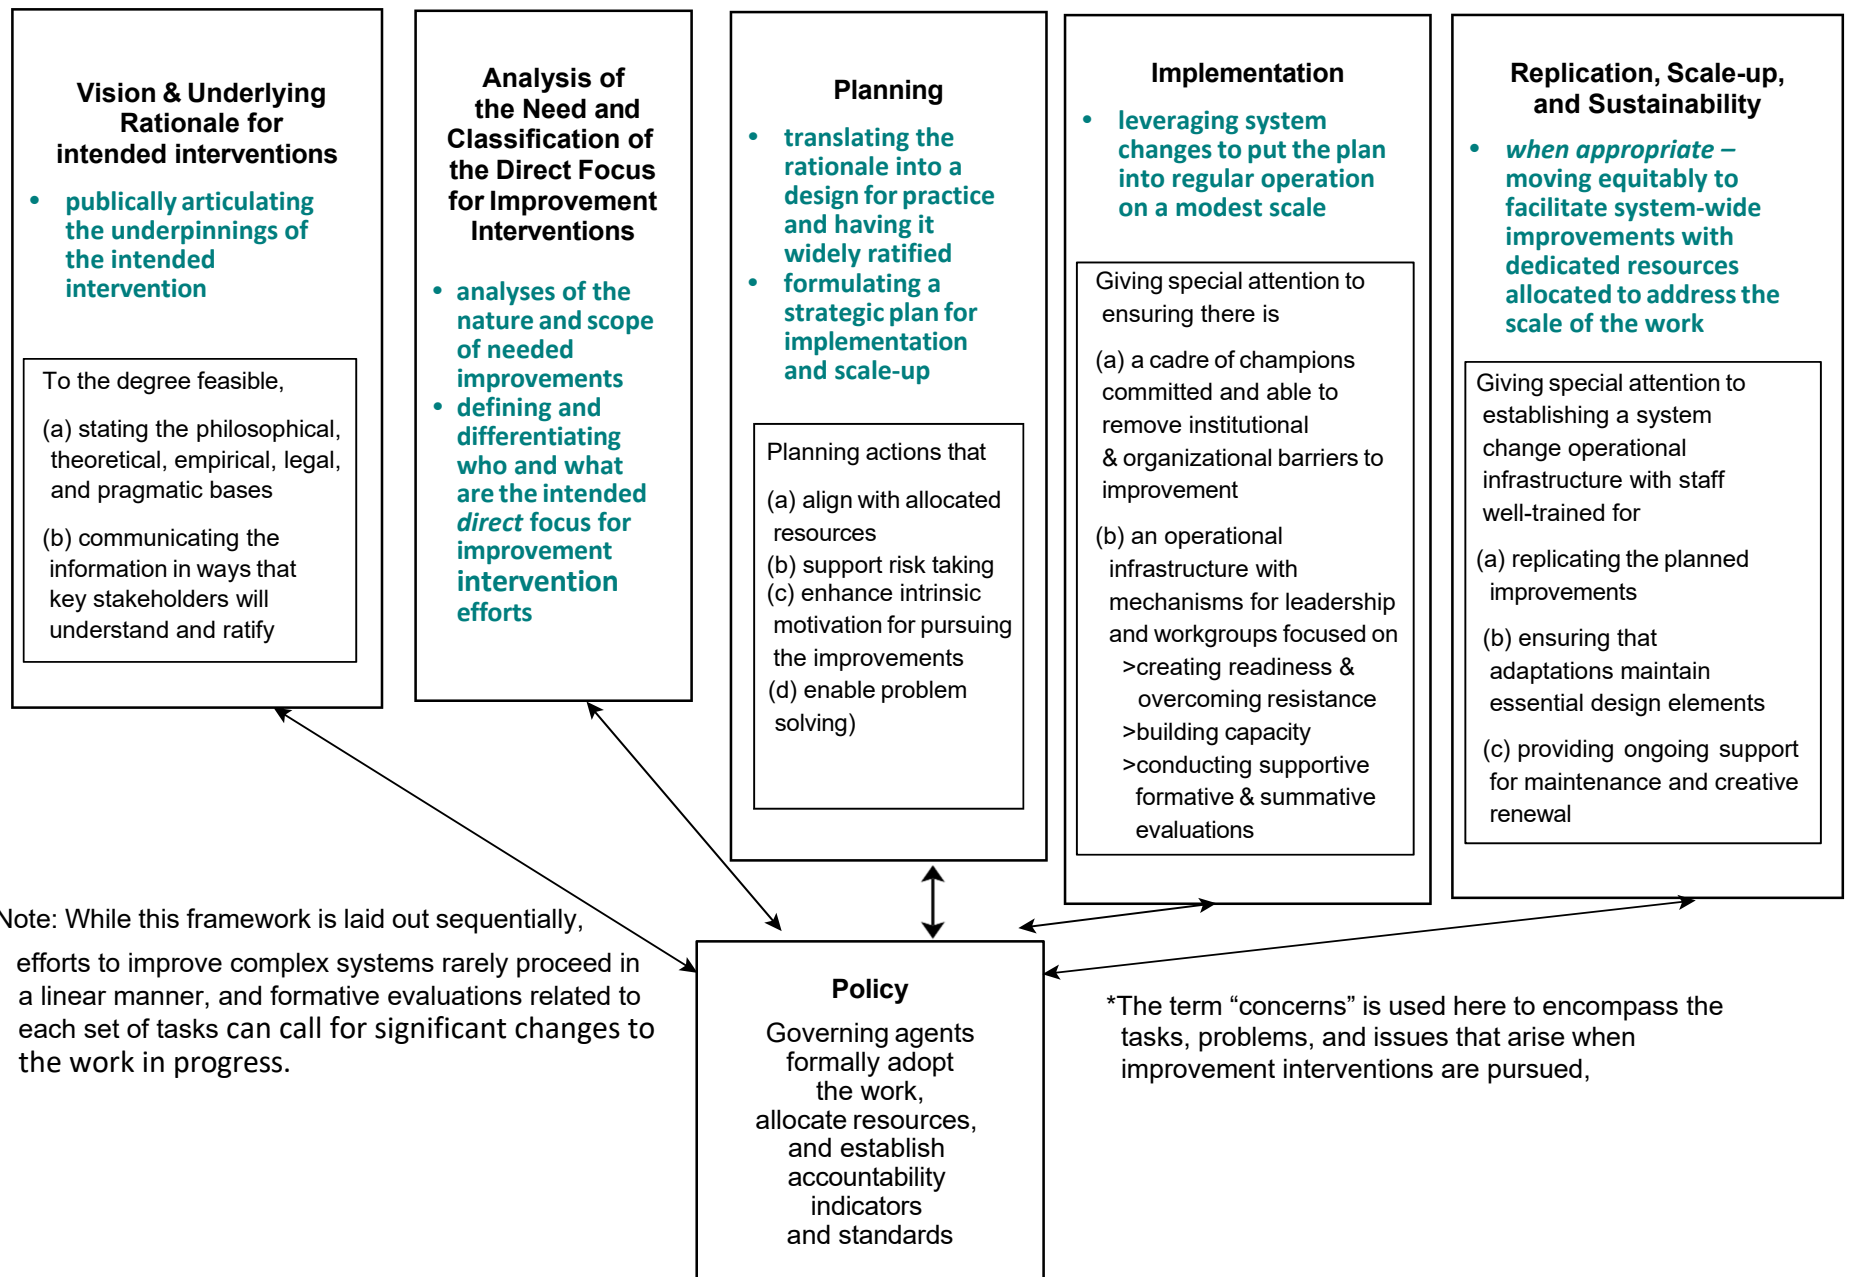 Vision & Underlying
Rationale for
intended interventions
• publically articulating
the underpinnings of
the intended
intervention
To the degree feasible,
(a) stating the philosophical,
theoretical, empirical, legal,
and pragmatic bases
(b) communicating the
information in ways that
key stakeholders will
understand and ratify
Analysis of
the Need and
Classification of
the Direct Focus
for Improvement
Interventions
• analyses of the
nature and scope
of needed
improvements
• defining and
differentiating
who and what
are the intended
direct focus for
improvement
intervention
efforts
Planning
• translating the
rationale into a
design for practice
and having it
widely ratified
• formulating a
strategic plan for
implementation
and scale-up
Planning actions that
(a) align with allocated
resources
(b) support risk taking
(c) enhance intrinsic
motivation for pursuing
the improvements
(d) enable problem
solving)
Implementation
• leveraging system
changes to put the plan
into regular operation
on a modest scale
Giving special attention to
ensuring there is
(a) a cadre of champions
committed and able to
remove institutional
& organizational barriers to
improvement
(b) an operational
infrastructure with
mechanisms for leadership
and workgroups focused on
>creating readiness &
overcoming resistance
>building capacity
>conducting supportive
formative & summative
evaluations
Replication, Scale-up,
and Sustainability
• when appropriate –
moving equitably to
facilitate system-wide
improvements with
dedicated resources
allocated to address the
scale of the work
Giving special attention to
establishing a system
change operational
infrastructure with staff
well-trained for
(a) replicating the planned
improvements
(b) ensuring that
adaptations maintain
essential design elements
(c) providing ongoing support
for maintenance and creative
renewal
Note: While this framework is laid out sequentially,
efforts to improve complex systems rarely proceed in
a linear manner, and formative evaluations related to
each set of tasks can call for significant changes to
the work in progress.
Policy
Governing agents
formally adopt
the work,
allocate resources,
and establish
accountability
indicators
and standards
*The term “concerns” is used here to encompass the
tasks, problems, and issues that arise when
improvement interventions are pursued,